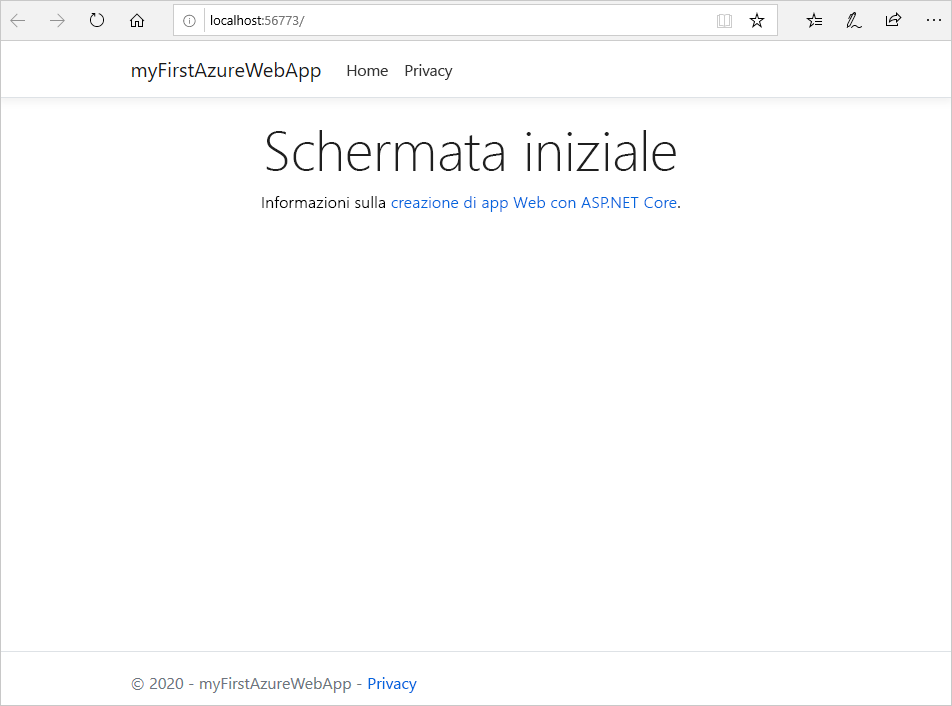 localhost:56773/
myFirstAzureWebApp Home Privacy
Schermata iniziale
Informazioni sulla creazione di app Web con ASP.NET Core.
© 2020 - myFirstAzureWebApp - Privacy